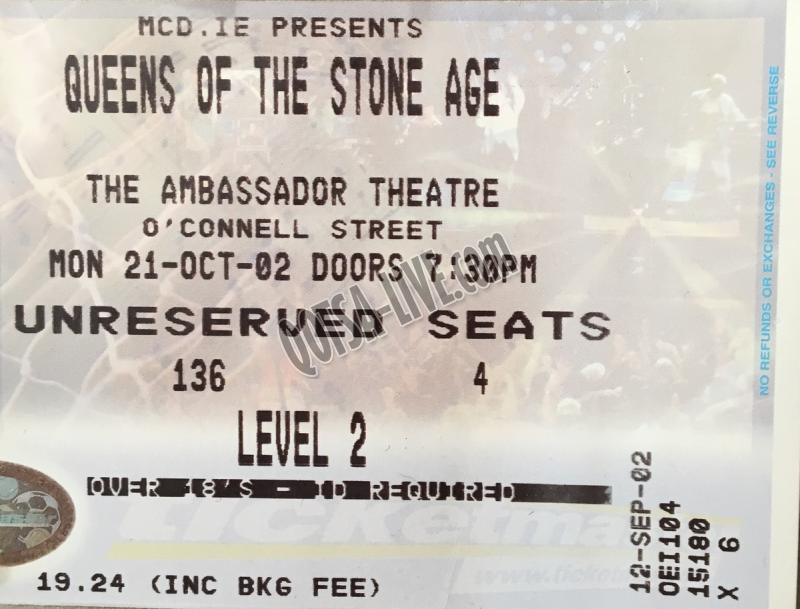 MCD.IE PRESENTS
QUEENS OF THE STONE AGE
THE AMBASSADOR THEATRE
O'CONNELL STREET
MON 21-OCT-02 DOORS 7:30PM
UNRESERVED SEATS
136 4
LEVEL 2
OVER 18'S - ID REQUIRED
19.24 (INC BKG FEE)
QOTSA-LIVE.com
NO REFUNDS OR EXCHANGES - SEE REVERSE
12-SEP-02
OEI104
15180
X 6